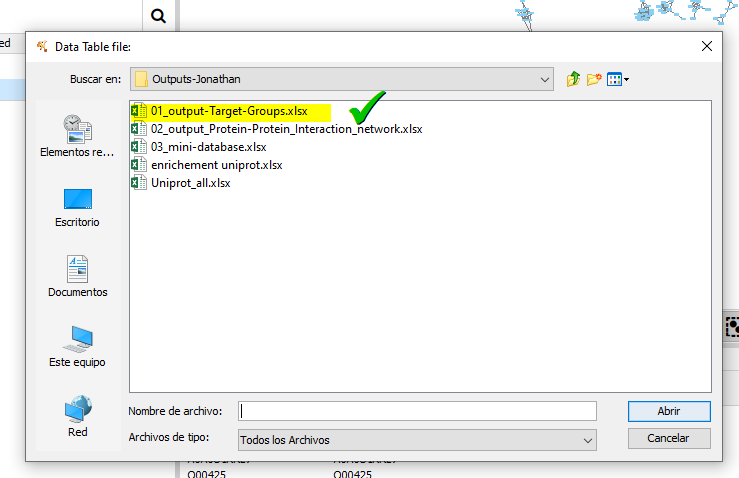 ed
Data Table file:
Buscar en:
Outputs-Jonathan
01_output-Target-Groups.xlsx
02_output_Protein-Protein_Interaction_network.xlsx
03_mini-database.xlsx
enrichement uniprot.xlsx
Uniprot_all.xlsx
Elementos re...
Escritorio
Documentos
Este equipo
Red
Nombre de archivo:
Abrir
Archivos de tipo:
Todos los Archivos
Cancelar
O00425 O00425